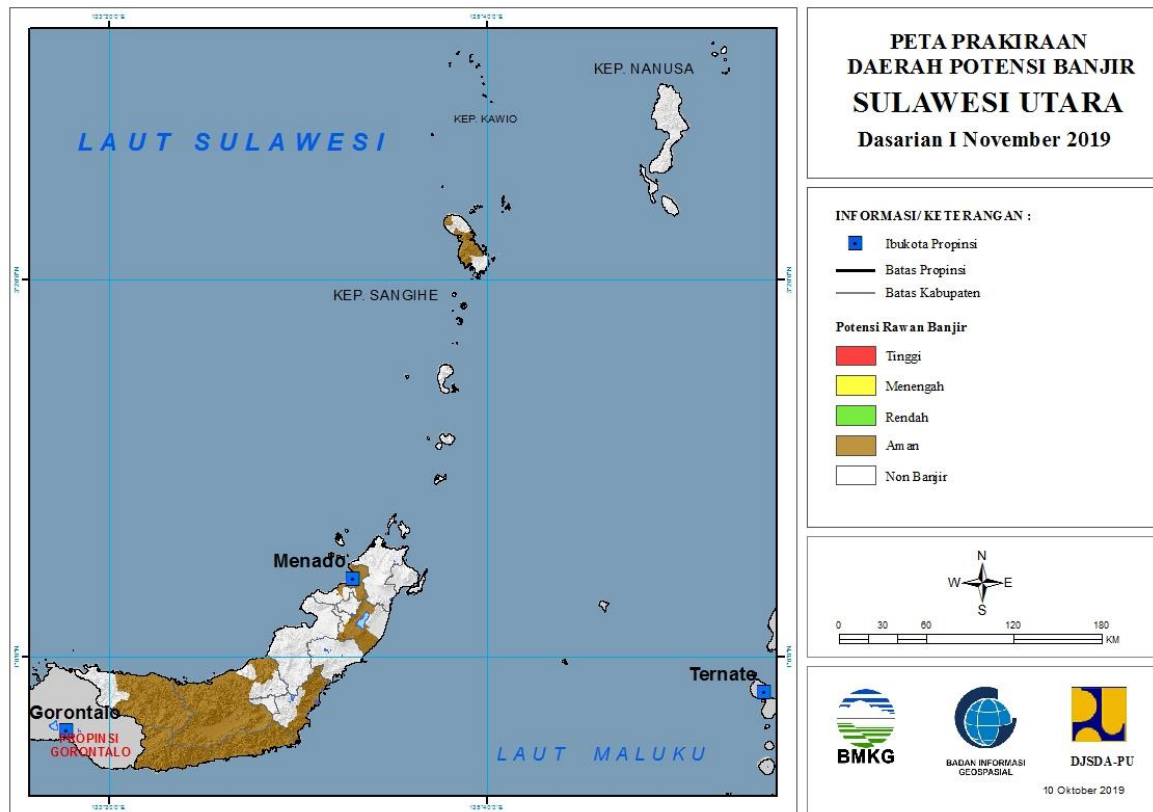 PETA PRAKIRAAN
DAERAH POTENSI BANJIR
SULAWESI UTARA
Dasarian I November 2019
KEP. NANUSA
KEP. KAWIO
LAUT SULAWESI
KEP. SANGIHE
Menado
Ternate
Gorontalo
PROPINSI
GORONTALO
LAUT MALUKU
INFORMASI/ KETERANGAN :
Ibukota Propinsi
Batas Propinsi
Batas Kabupaten
Potensi Rawan Banjir
Tinggi
Menengah
Rendah
Aman
Non Banjir
N
W E
S
0 30 60 120 180
KM
BMKG
BADAN INFORMASI
GEOSPASIAL
DJSDA-PU
10 Oktober 2019